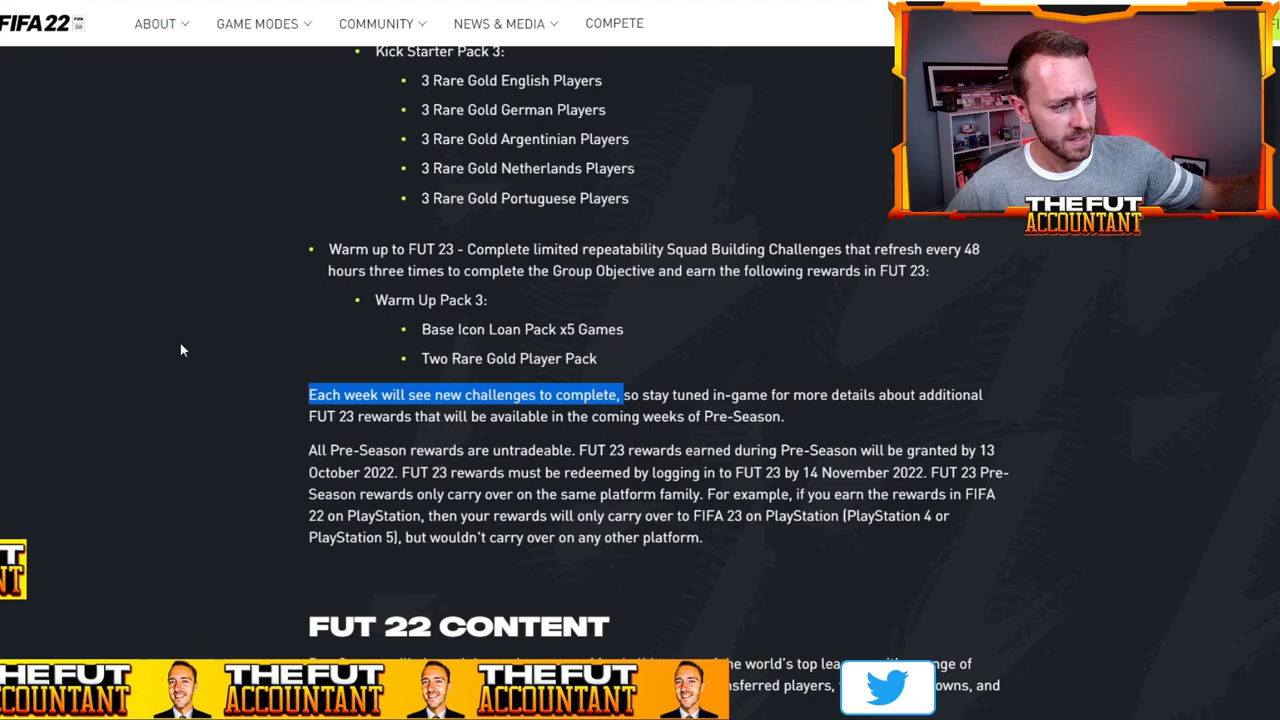 FIFA 22
ABOUT
GAME MODES
COMMUNITY
NEWS & MEDIA
COMPETE
Kick Starter Pack 3:
3 Rare Gold English Players
3 Rare Gold German Players
3 Rare Gold Argentinian Players
3 Rare Gold Netherlands Players
3 Rare Gold Portuguese Players
THE FUT
ACCOUNTANT
Warm up to FUT 23 - Complete limited repeatability Squad Building Challenges that refresh every 48
hours three times to complete the Group Objective and earn the following rewards in FUT 23:
Warm Up Pack 3:
Base Icon Loan Pack x5 Games
Two Rare Gold Player Pack
Each week will see new challenges to complete, so stay tuned in-game for more details about additional
FUT 23 rewards that will be available in the coming weeks of Pre-Season.
All Pre-Season rewards are untradeable. FUT 23 rewards earned during Pre-Season will be granted by 13
October 2022. FUT 23 rewards must be redeemed by logging in to FUT 23 by 14 November 2022. FUT 23 Pre-
Season rewards only carry over on the same platform family. For example, if you earn the rewards in FIFA
22 on PlayStation, then your rewards will only carry over to FIFA 23 on PlayStation (PlayStation 4 or
PlayStation 5), but wouldn't carry over on any other platform.
FUT 22 CONTENT
the world's top
range of
THE FUT
ACCOUNTANT
THE FUT
ACCOUNTANT
THE FUT
ACCOUNTANT
players,
and